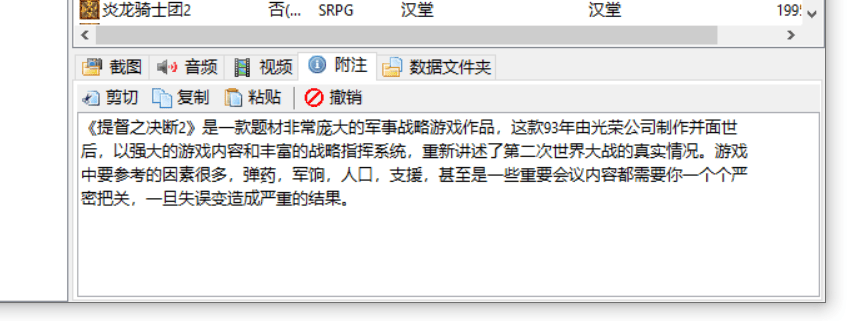 炎龙骑士团2 否(... SRPG 汉堂 汉堂 199
截图 音频 视频 附注 数据文件夹
剪切 复制 粘贴 撤销
《提督之决断2》是一款题材非常庞大的军事战略游戏作品，这款93年由光荣公司制作并面世
后，以强大的游戏内容和丰富的战略指挥系统，重新讲述了第二次世界大战的真实情况。游戏
中要参考的因素很多，弹药，军饷，人口，支援，甚至是一些重要会议内容都需要你一个个严
密把关，一旦失误变造成严重的结果。